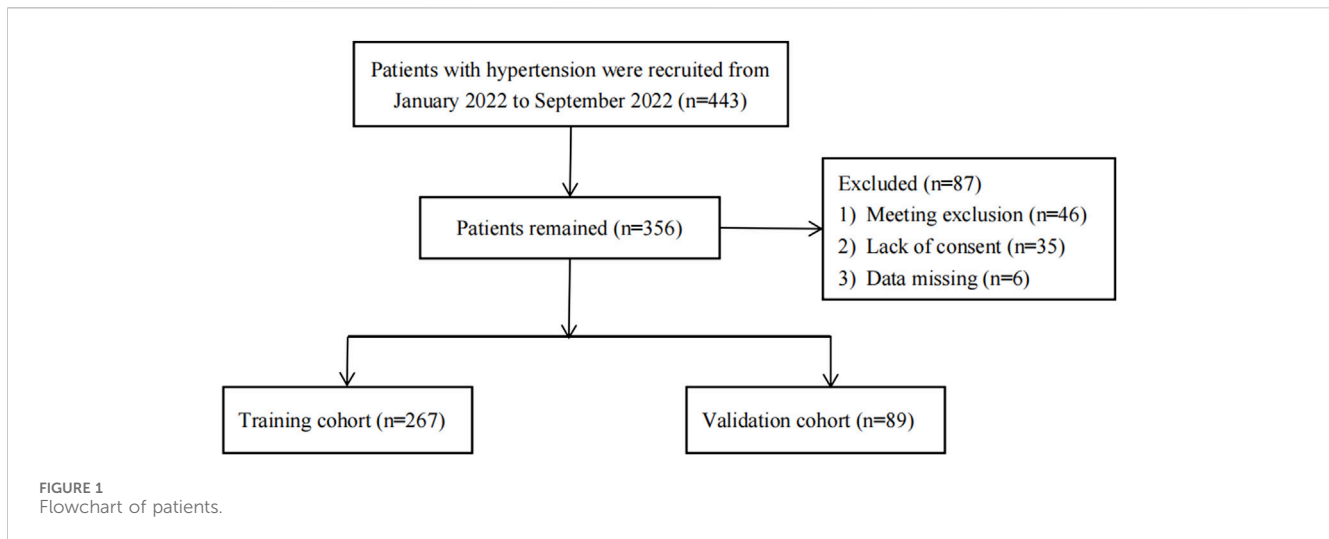 Patients with hypertension were recruited from
January 2022 to September 2022 (n=443)
Patients remained (n=356)
Excluded (n=87)
1) Meeting exclusion (n=46)
2) Lack of consent (n=35)
3) Data missing (n=6)
Training cohort (n=267)
Validation cohort (n=89)
FIGURE 1
Flowchart of patients.